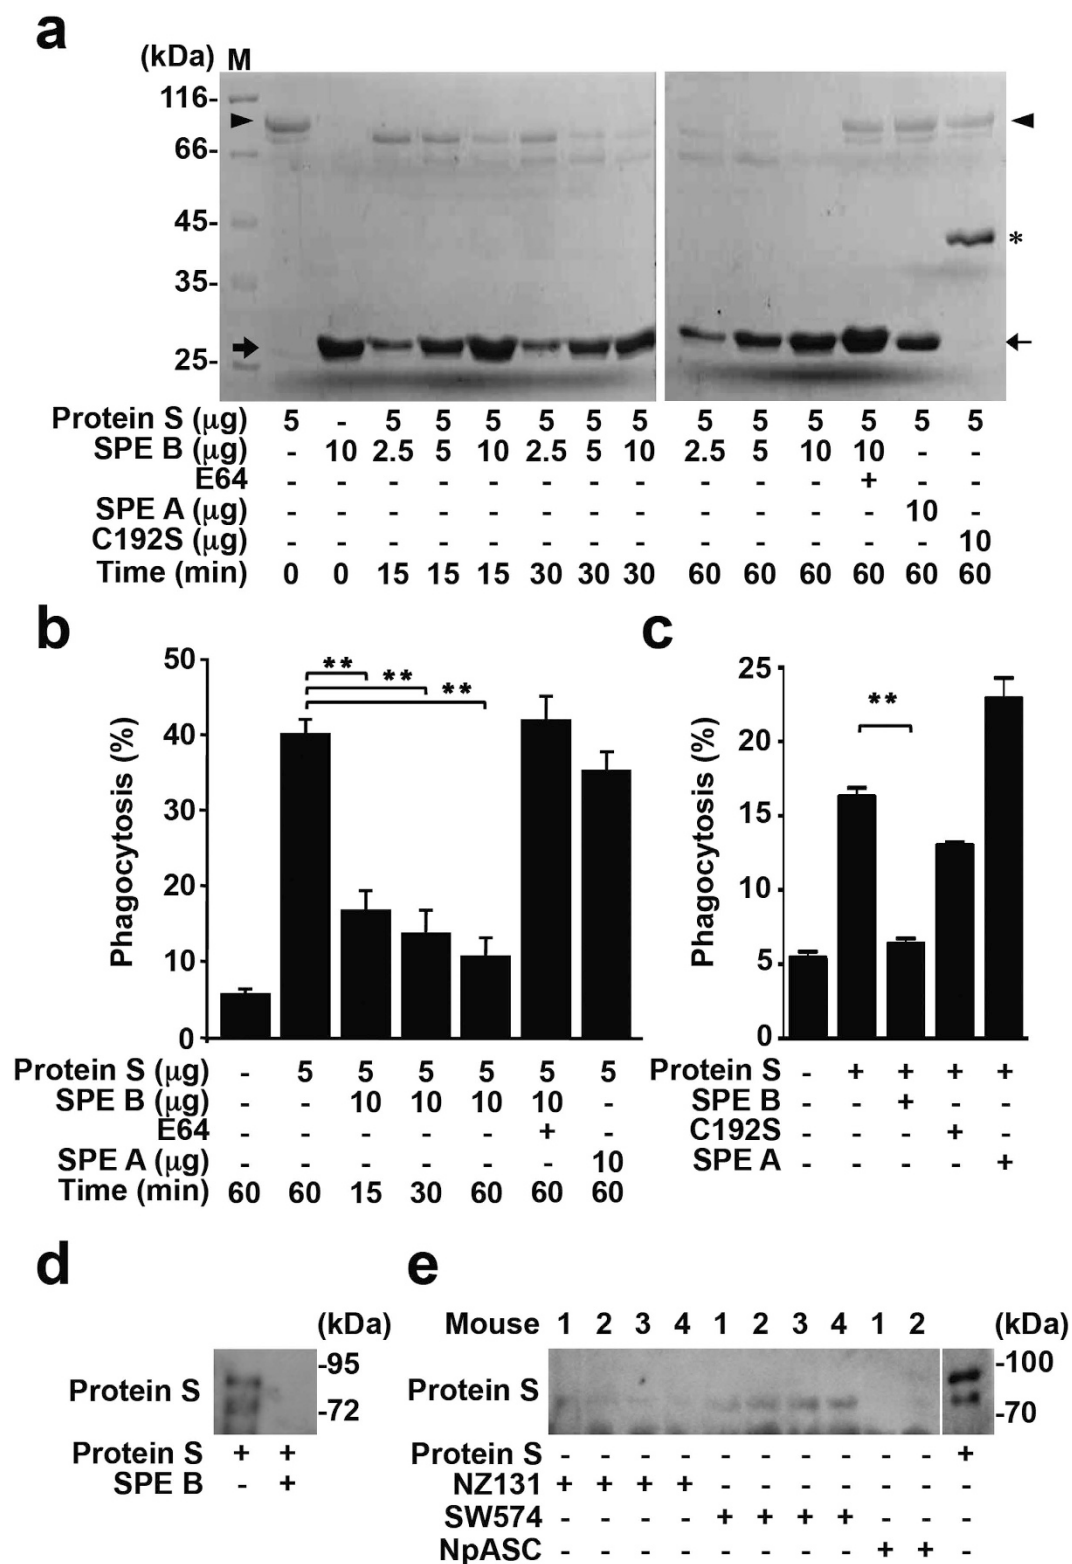 a
(kDa) M
116-
66-
45-
*
35-
25-
Protein S (µg) 5 - 5 5 5 5 5 5 5 5 5 5 5 5
SPE B (µg) - 10 2.5 5 10 2.5 5 10 2.5 5 10 10 - -
E64 - - - - - - - - - - - + - -
SPE A (µg) - - - - - - - - - - - - 10 -
C192S (µg) - - - - - - - - - - - - - 10
Time (min) 0 0 15 15 15 30 30 30 60 60 60 60 60 60
b
50
40
30
20
10
0
Phagocytosis (%)
** ** **
Protein S (µg) - 5 5 5 5 5 5
SPE B (µg) - - 10 10 10 10 -
E64 - - - - - + -
SPE A (µg) - - - - - - 10
Time (min) 60 60 15 30 60 60 60
c
25
20
15
10
5
0
Phagocytosis (%)
**
Protein S - + + + +
SPE B - - + - -
C192S - - - + -
SPE A - - - - +
d
(kDa)
-95
Protein S
-72
Protein S + +
SPE B - +
e
Mouse 1 2 3 4 1 2 3 4 1 2 (kDa)
-100
Protein S
-70
Protein S - - - - - - - - - - +
NZ131 + + + + - - - - - - -
SW574 - - - - + + + + - - -
NpASC - - - - - - - - + + -